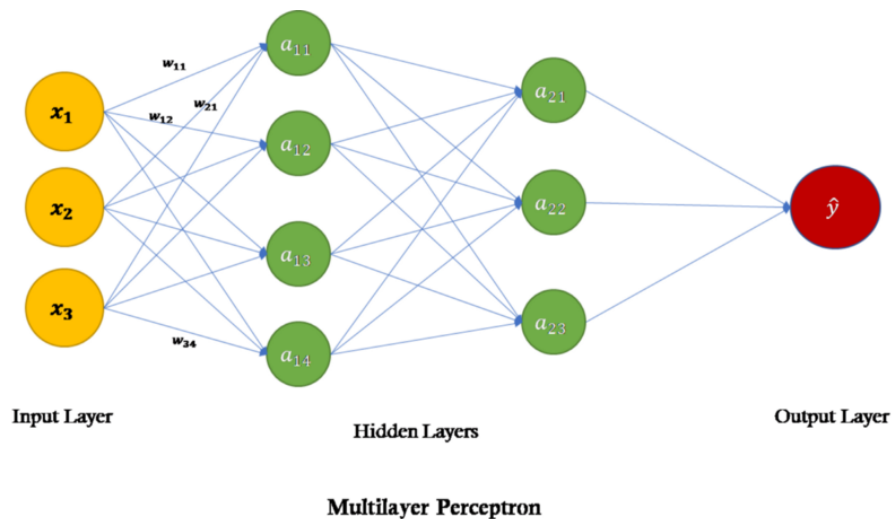 x₁
x₂
x₃
w₁₁
w₂₁
w₁₂
w₃₄
a₁₁
a₁₂
a₁₃
a₁₄
a₂₁
a₂₂
a₂₃
ŷ
Input Layer
Hidden Layers
Output Layer
Multilayer Perceptron